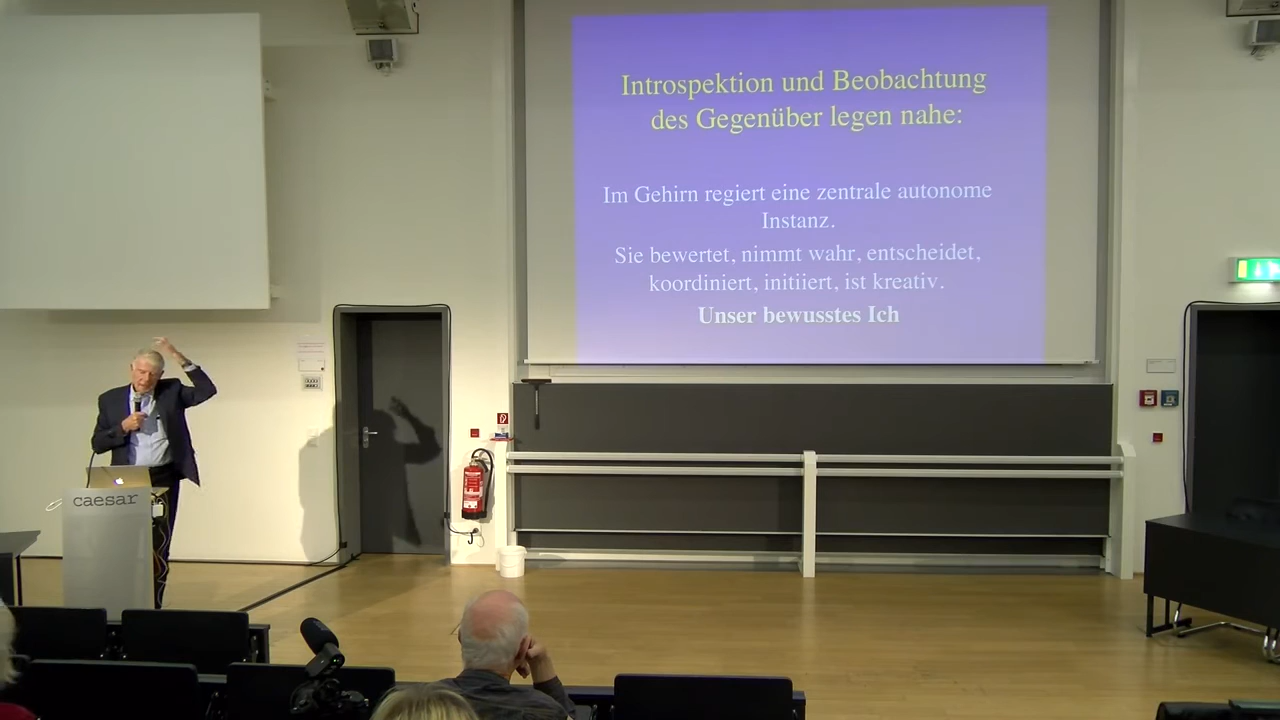 Introspektion und Beobachtung
des Gegenüber legen nahe:
Im Gehirn regiert eine zentrale autonome
Instanz.
Sie bewertet, nimmt wahr, entscheidet,
koordiniert, initiiert, ist kreativ.
Unser bewusstes Ich
caesar